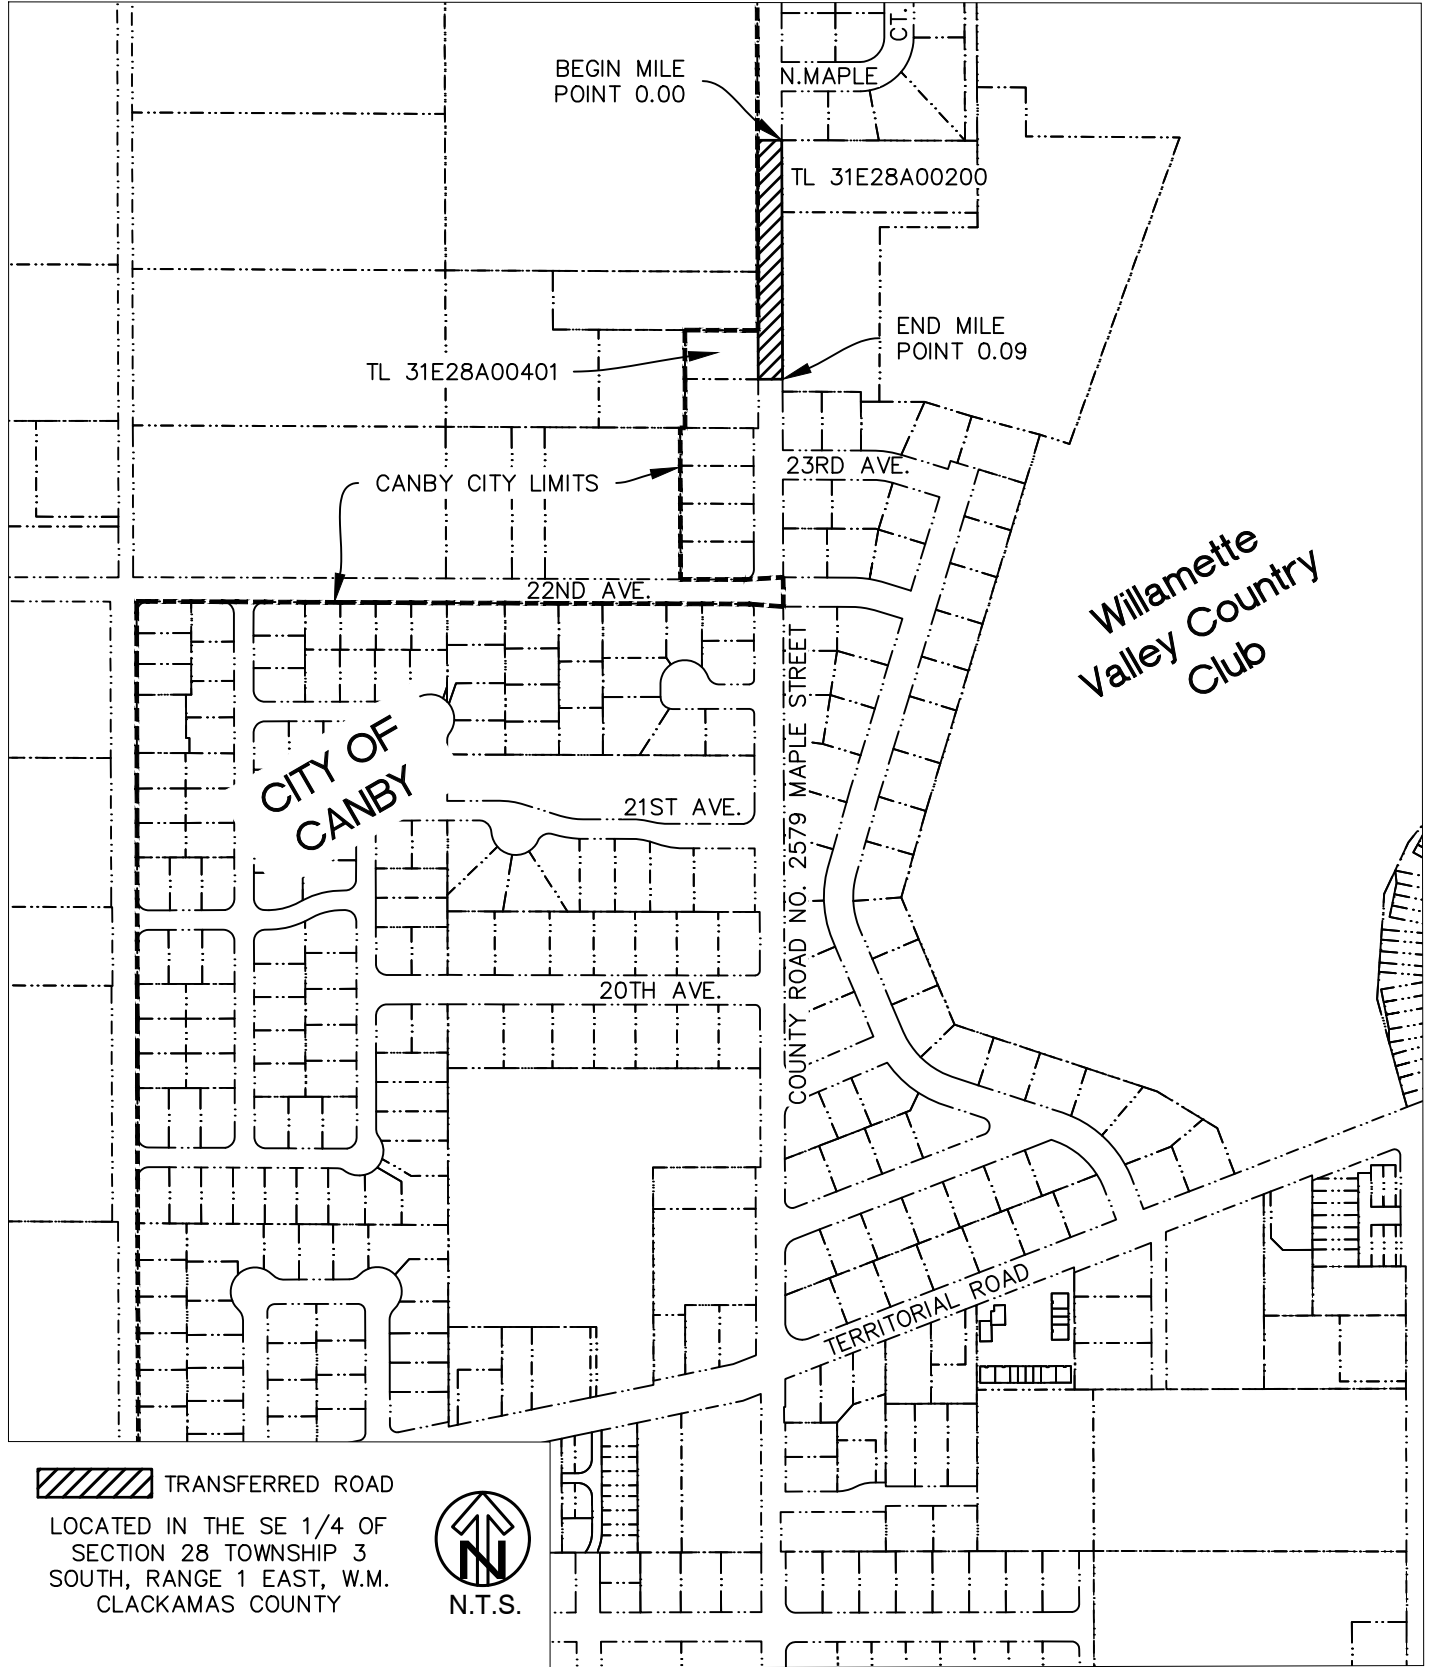 CT.
N.MAPLE
BEGIN MILE
POINT 0.00
TL 31E28A00200
END MILE
POINT 0.09
TL 31E28A00401
23RD AVE.
CANBY CITY LIMITS
22ND AVE.
Willamette
Valley Country
Club
CITY OF
CANBY
21ST AVE.
COUNTY ROAD NO. 2579 MAPLE STREET
20TH AVE.
TERRITORIAL ROAD
TRANSFERRED ROAD
LOCATED IN THE SE 1/4 OF
SECTION 28 TOWNSHIP 3
SOUTH, RANGE 1 EAST, W.M.
CLACKAMAS COUNTY
N
N.T.S.